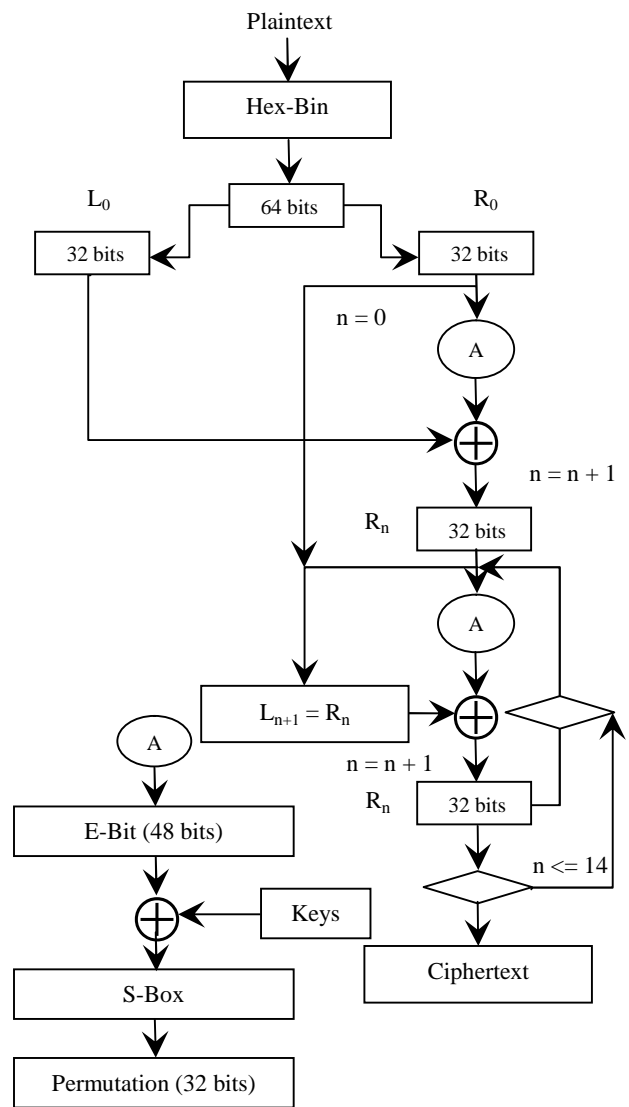 Plaintext
Hex-Bin
L₀
64 bits
R₀
32 bits
32 bits
n = 0
A
n = n + 1
Rₙ
32 bits
A
Lₙ₊₁ = Rₙ
n = n + 1
Rₙ
32 bits
n <= 14
Ciphertext
A
E-Bit (48 bits)
Keys
S-Box
Permutation (32 bits)